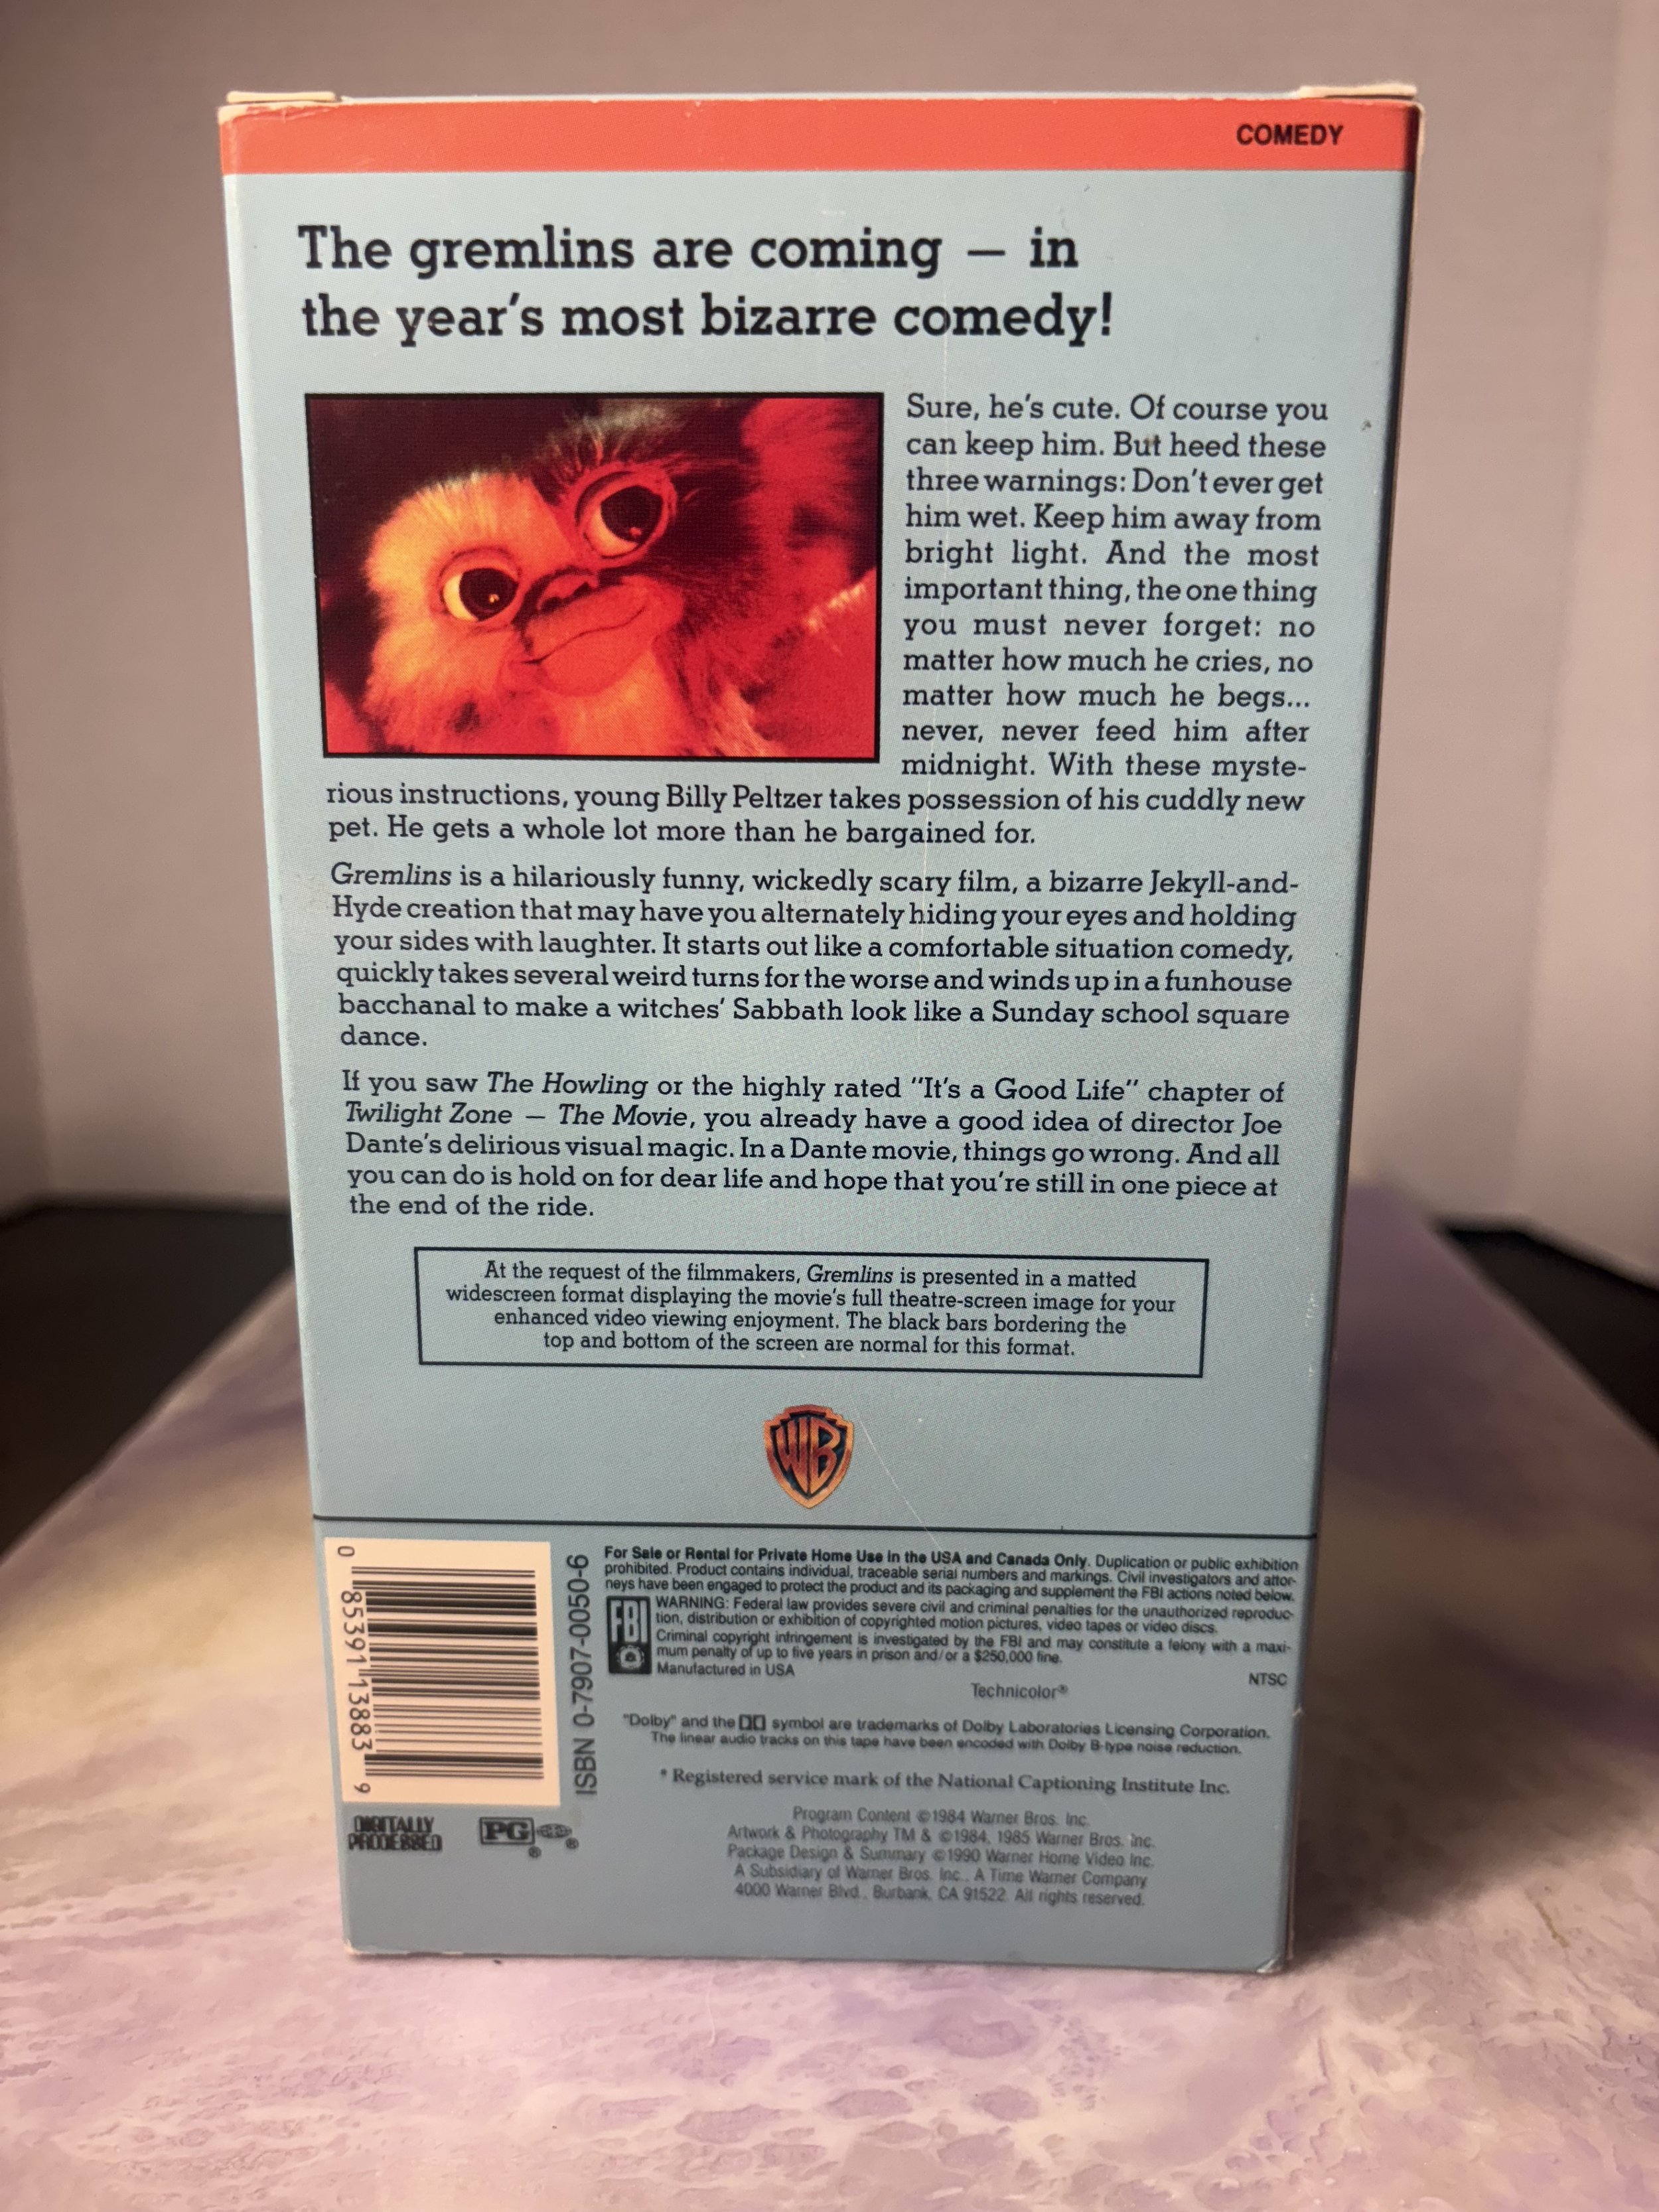 COMEDY
The gremlins are coming — in
the year's most bizarre comedy!
Sure, he's cute. Of course you
can keep him. But heed these
three warnings: Don't ever get
him wet. Keep him away from
bright light. And the most
important thing, the one thing
you must never forget: no
matter how much he cries, no
matter how much he begs...
never, never feed him after
midnight. With these myste-
rious instructions, young Billy Peltzer takes possession of his cuddly new
pet. He gets a whole lot more than he bargained for.
Gremlins is a hilariously funny, wickedly scary film, a bizarre Jekyll-and-
Hyde creation that may have you alternately hiding your eyes and holding
your sides with laughter. It starts out like a comfortable situation comedy,
quickly takes several weird turns for the worse and winds up in a funhouse
bacchanal to make a witches' Sabbath look like a Sunday school square
dance.
If you saw The Howling or the highly rated "It's a Good Life" chapter of
Twilight Zone — The Movie, you already have a good idea of director Joe
Dante's delirious visual magic. In a Dante movie, things go wrong. And all
you can do is hold on for dear life and hope that you're still in one piece at
the end of the ride.
At the request of the filmmakers, Gremlins is presented in a matted
widescreen format displaying the movie's full theatre-screen image for your
enhanced video viewing enjoyment. The black bars bordering the
top and bottom of the screen are normal for this format.
WB
0 85391 13883 9
ISBN 0-7907-0050-6
For Sale or Rental for Private Home Use in the USA and Canada Only. Duplication or public exhibition
prohibited. Product contains individual, traceable serial numbers and markings. Civil investigators and attor-
neys have been engaged to protect the product and its packaging and supplement the FBI actions noted below.
FBI
WARNING: Federal law provides severe civil and criminal penalties for the unauthorized reproduc-
tion, distribution or exhibition of copyrighted motion pictures, video tapes or video discs.
Criminal copyright infringement is investigated by the FBI and may constitute a felony with a maxi-
mum penalty of up to five years in prison and/or a $250,000 fine.
Manufactured in USA
NTSC
Technicolor®
"Dolby" and the symbol are trademarks of Dolby Laboratories Licensing Corporation.
The linear audio tracks on this tape have been encoded with Dolby B-type noise reduction.
* Registered service mark of the National Captioning Institute Inc.
DIGITALLY
PROCESSED
PG ® ®
Program Content ©1984 Warner Bros. Inc.
Artwork & Photography TM & ©1984, 1985 Warner Bros. Inc.
Package Design & Summary ©1990 Warner Home Video Inc.
A Subsidiary of Warner Bros. Inc., A Time Warner Company
4000 Warner Blvd., Burbank, CA 91522. All rights reserved.